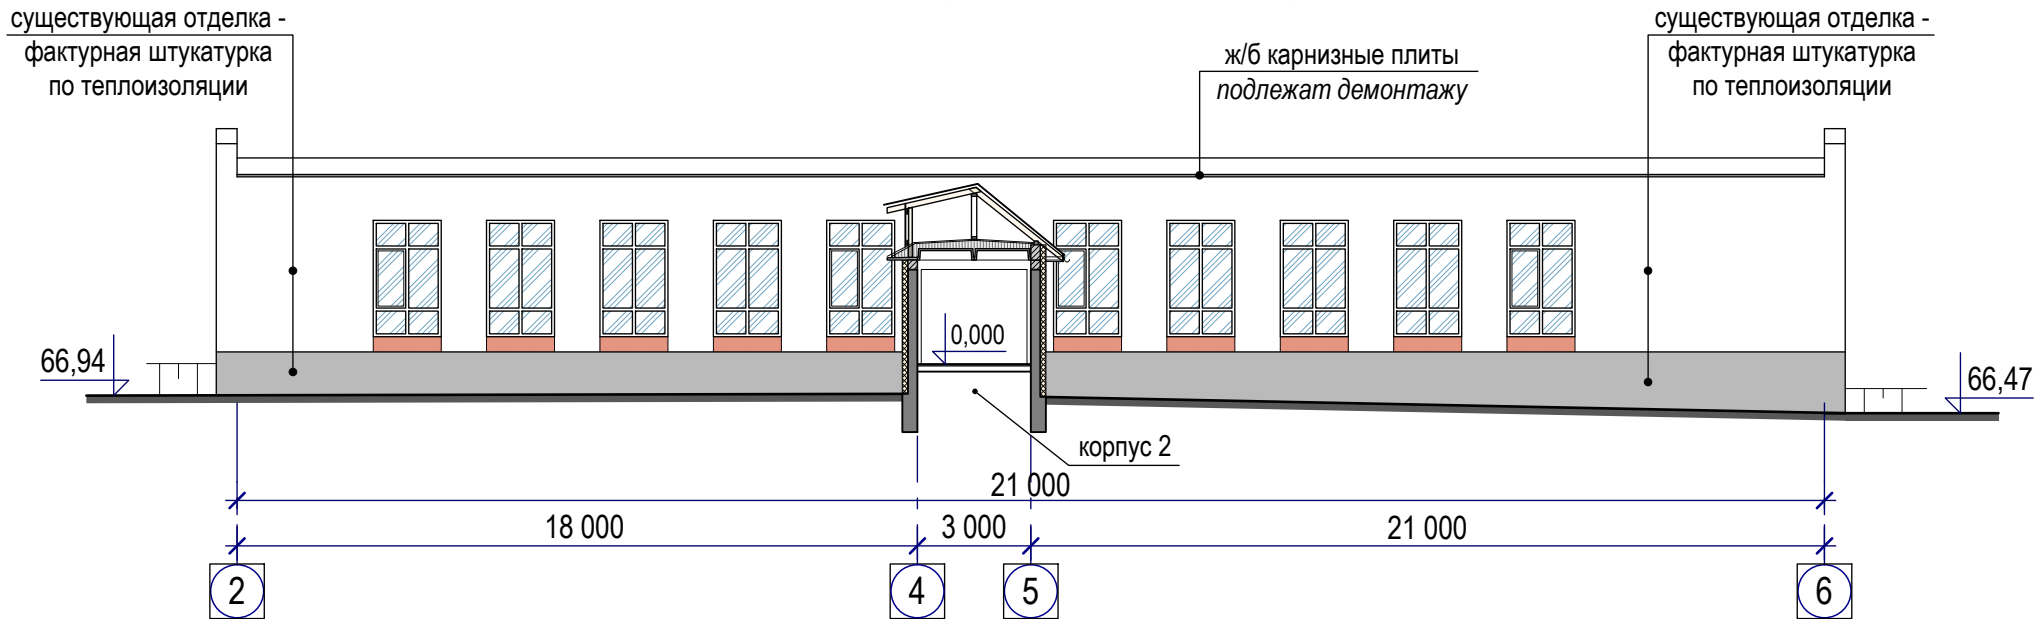 существующая отделка -
фактурная штукатурка
по теплоизоляции
ж/б карнизные плиты
подлежат демонтажу
существующая отделка -
фактурная штукатурка
по теплоизоляции
66,94
0,000
66,47
корпус 2
21 000
18 000
3 000
21 000
2
4
5
6